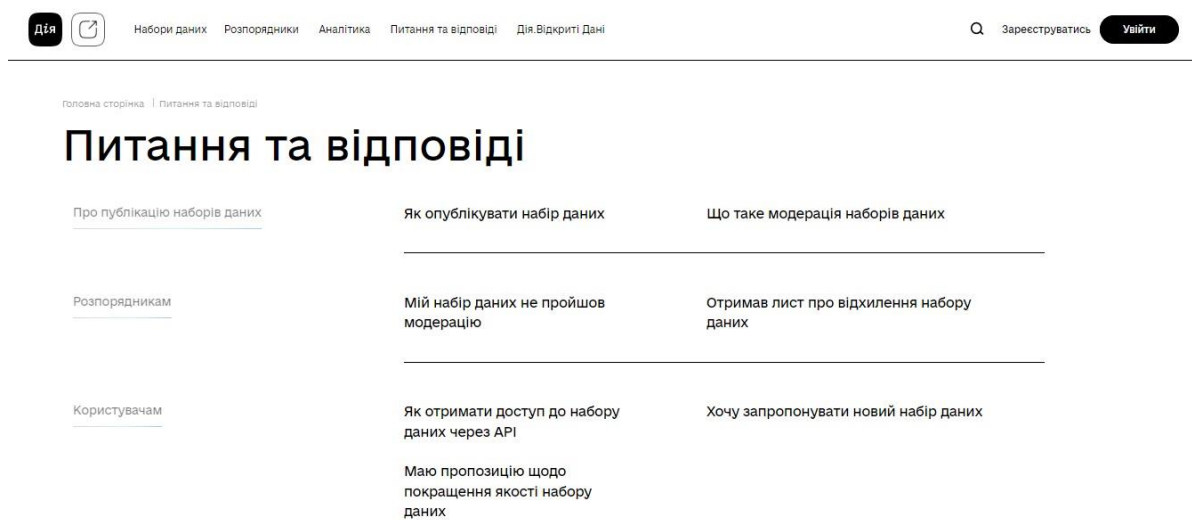 Дія
Набори даних Розпорядники Аналітика Питання та відповіді Дія.Відкриті Дані Зареєструватись Увійти
Головна сторінка | Питання та відповіді
Питання та відповіді
Про публікацію наборів даних
Як опублікувати набір даних
Що таке модерація наборів даних
Розпорядникам
Мій набір даних не пройшов
модерацію
Отримав лист про відхилення набору
даних
Користувачам
Як отримати доступ до набору
даних через API
Хочу запропонувати новий набір даних
Маю пропозицію щодо
покращення якості набору
даних